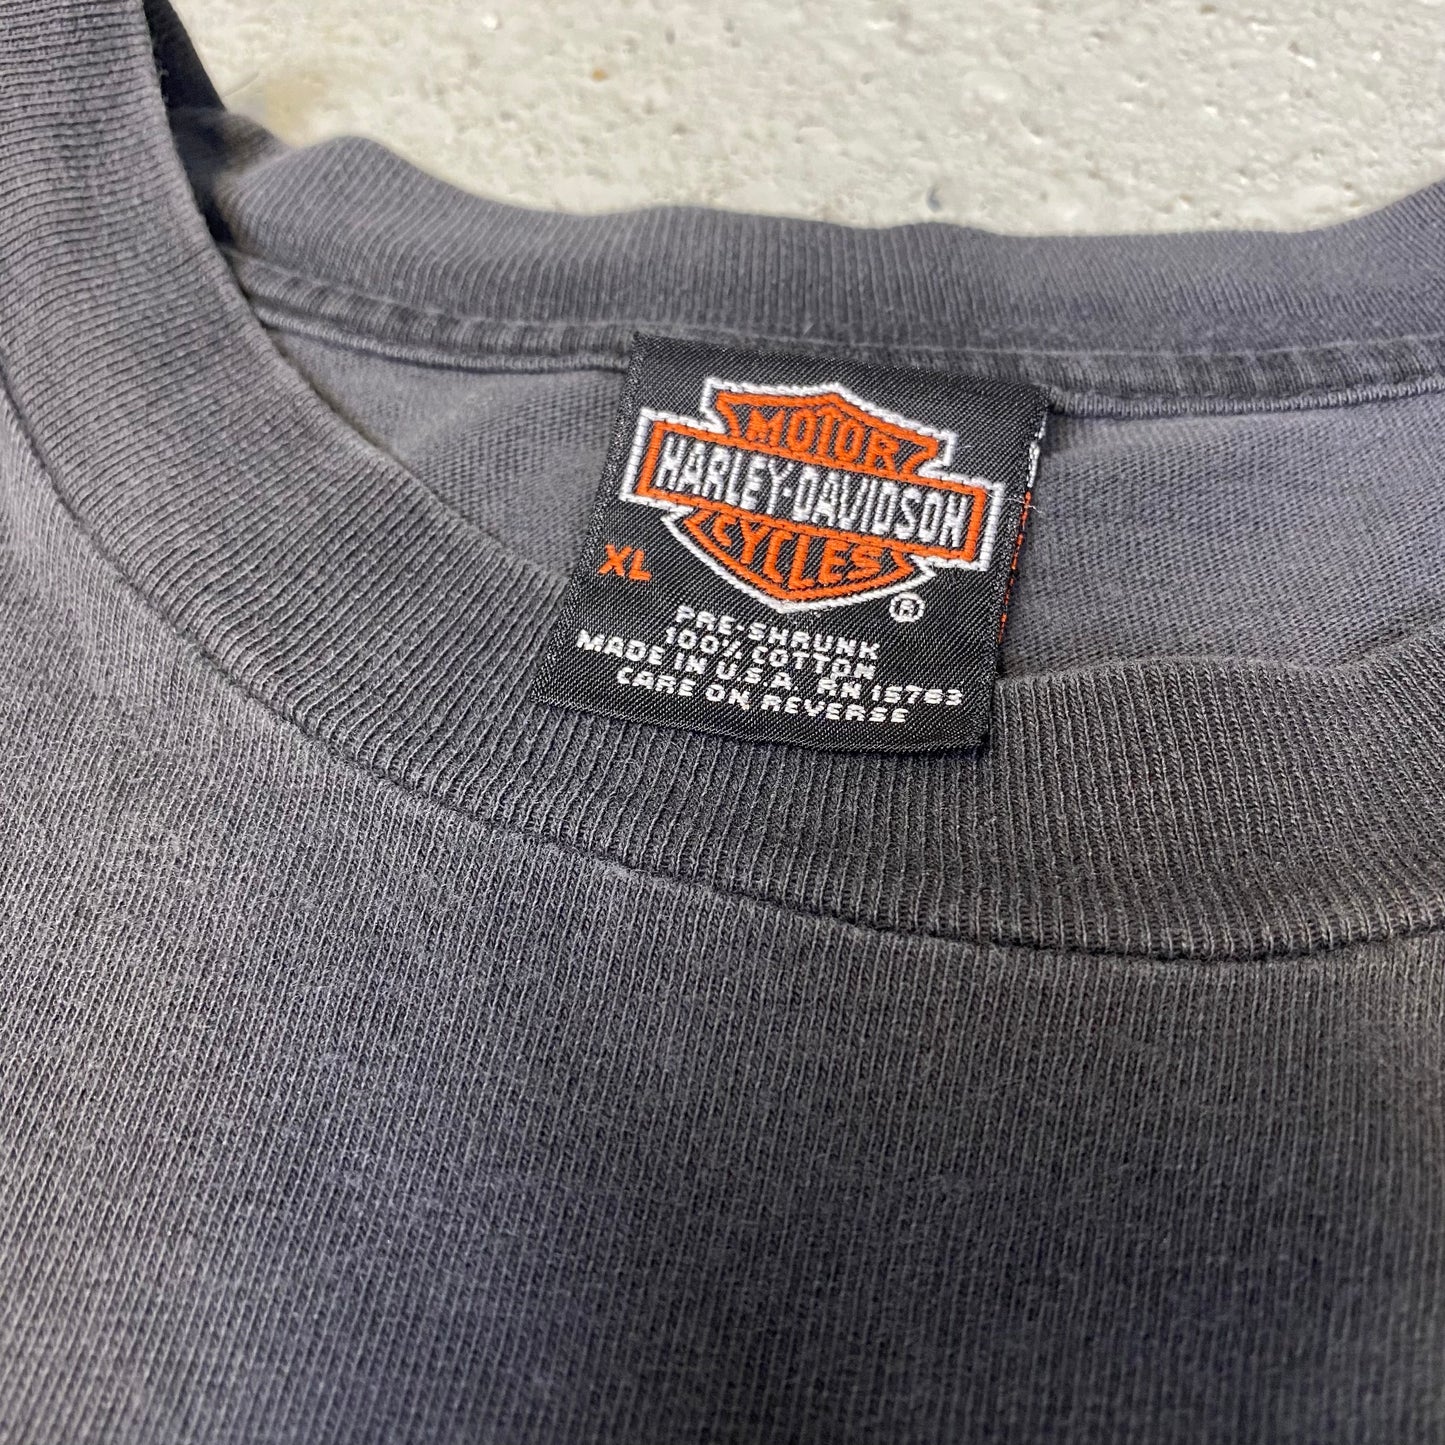 MOTOR
HARLEY-DAVIDSON
CYCLES
®
XL
PRE-SHRUNK
100% COTTON
MADE IN U.S.A. RN 15763
CARE ON REVERSE